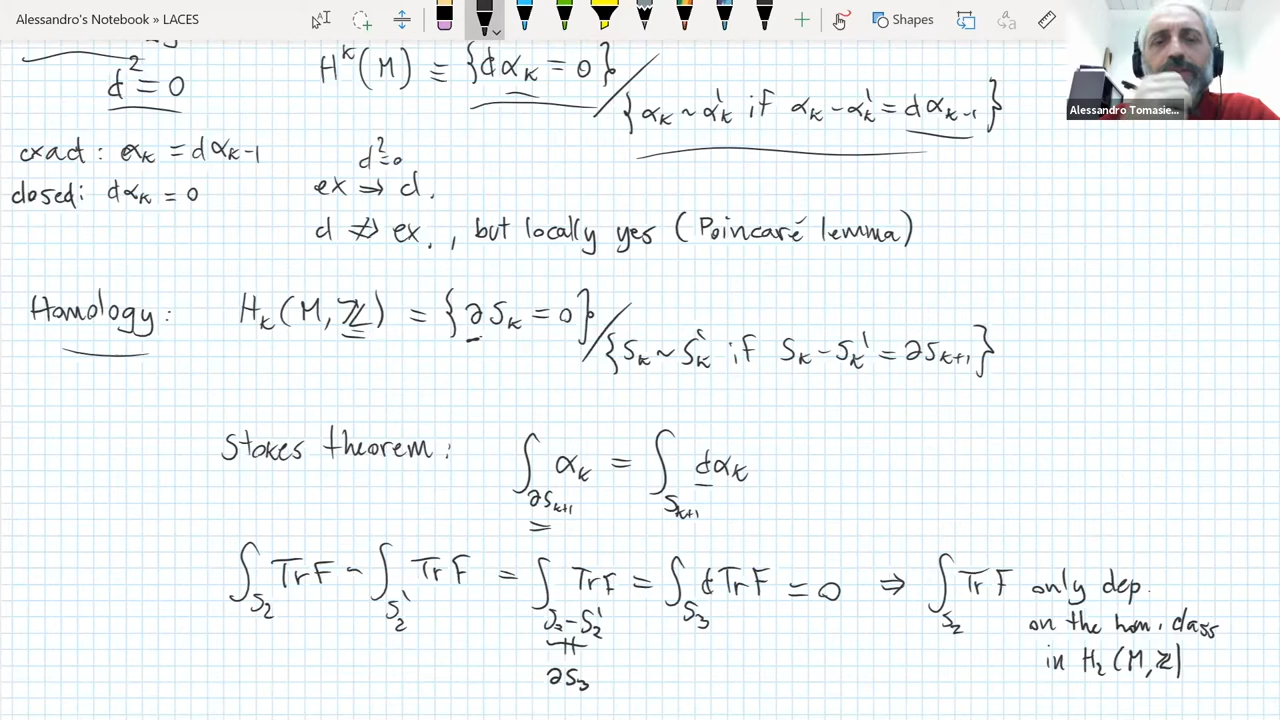 Alessandro's Notebook » LACES
Shapes
Alessandro Tomasie...
d² = 0
H^k(M) ≡ {dα_k = 0} / {α_k ~ α'_k if α_k - α'_k = dα_{k-1}}
exact: α_k = dα_{k-1}
closed: dα_k = 0
d² = 0
ex ⇒ cl.
cl ⇏ ex., but locally yes (Poincaré lemma)
Homology: H_k(M, ℤ) = {∂S_k = 0} / {S_k ~ S'_k if S_k - S'_k = ∂S_{k+1}}
Stokes theorem: ∫_{∂S_{k+1}} α_k = ∫_{S_{k+1}} dα_k
∫_{S_2} Tr F - ∫_{S'_2} Tr F = ∫_{S_2 - S'_2} Tr F = ∫_{S_3} d Tr F = 0 ⇒ ∫_{S_2} Tr F only dep.
on the hom. class
in H_2(M, ℤ)
∂S_3